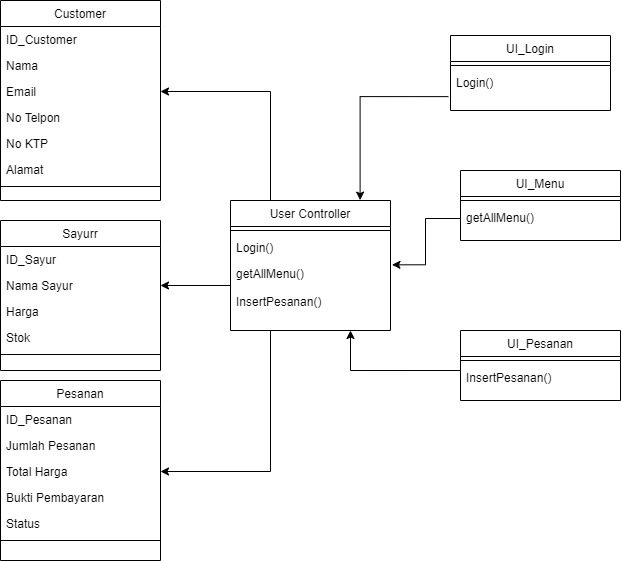 Customer
ID_Customer
Nama
Email
No Telpon
No KTP
Alamat
Sayurr
ID_Sayur
Nama Sayur
Harga
Stok
Pesanan
ID_Pesanan
Jumlah Pesanan
Total Harga
Bukti Pembayaran
Status
User Controller
Login()
getAllMenu()
InsertPesanan()
UI_Login
Login()
UI_Menu
getAllMenu()
UI_Pesanan
InsertPesanan()